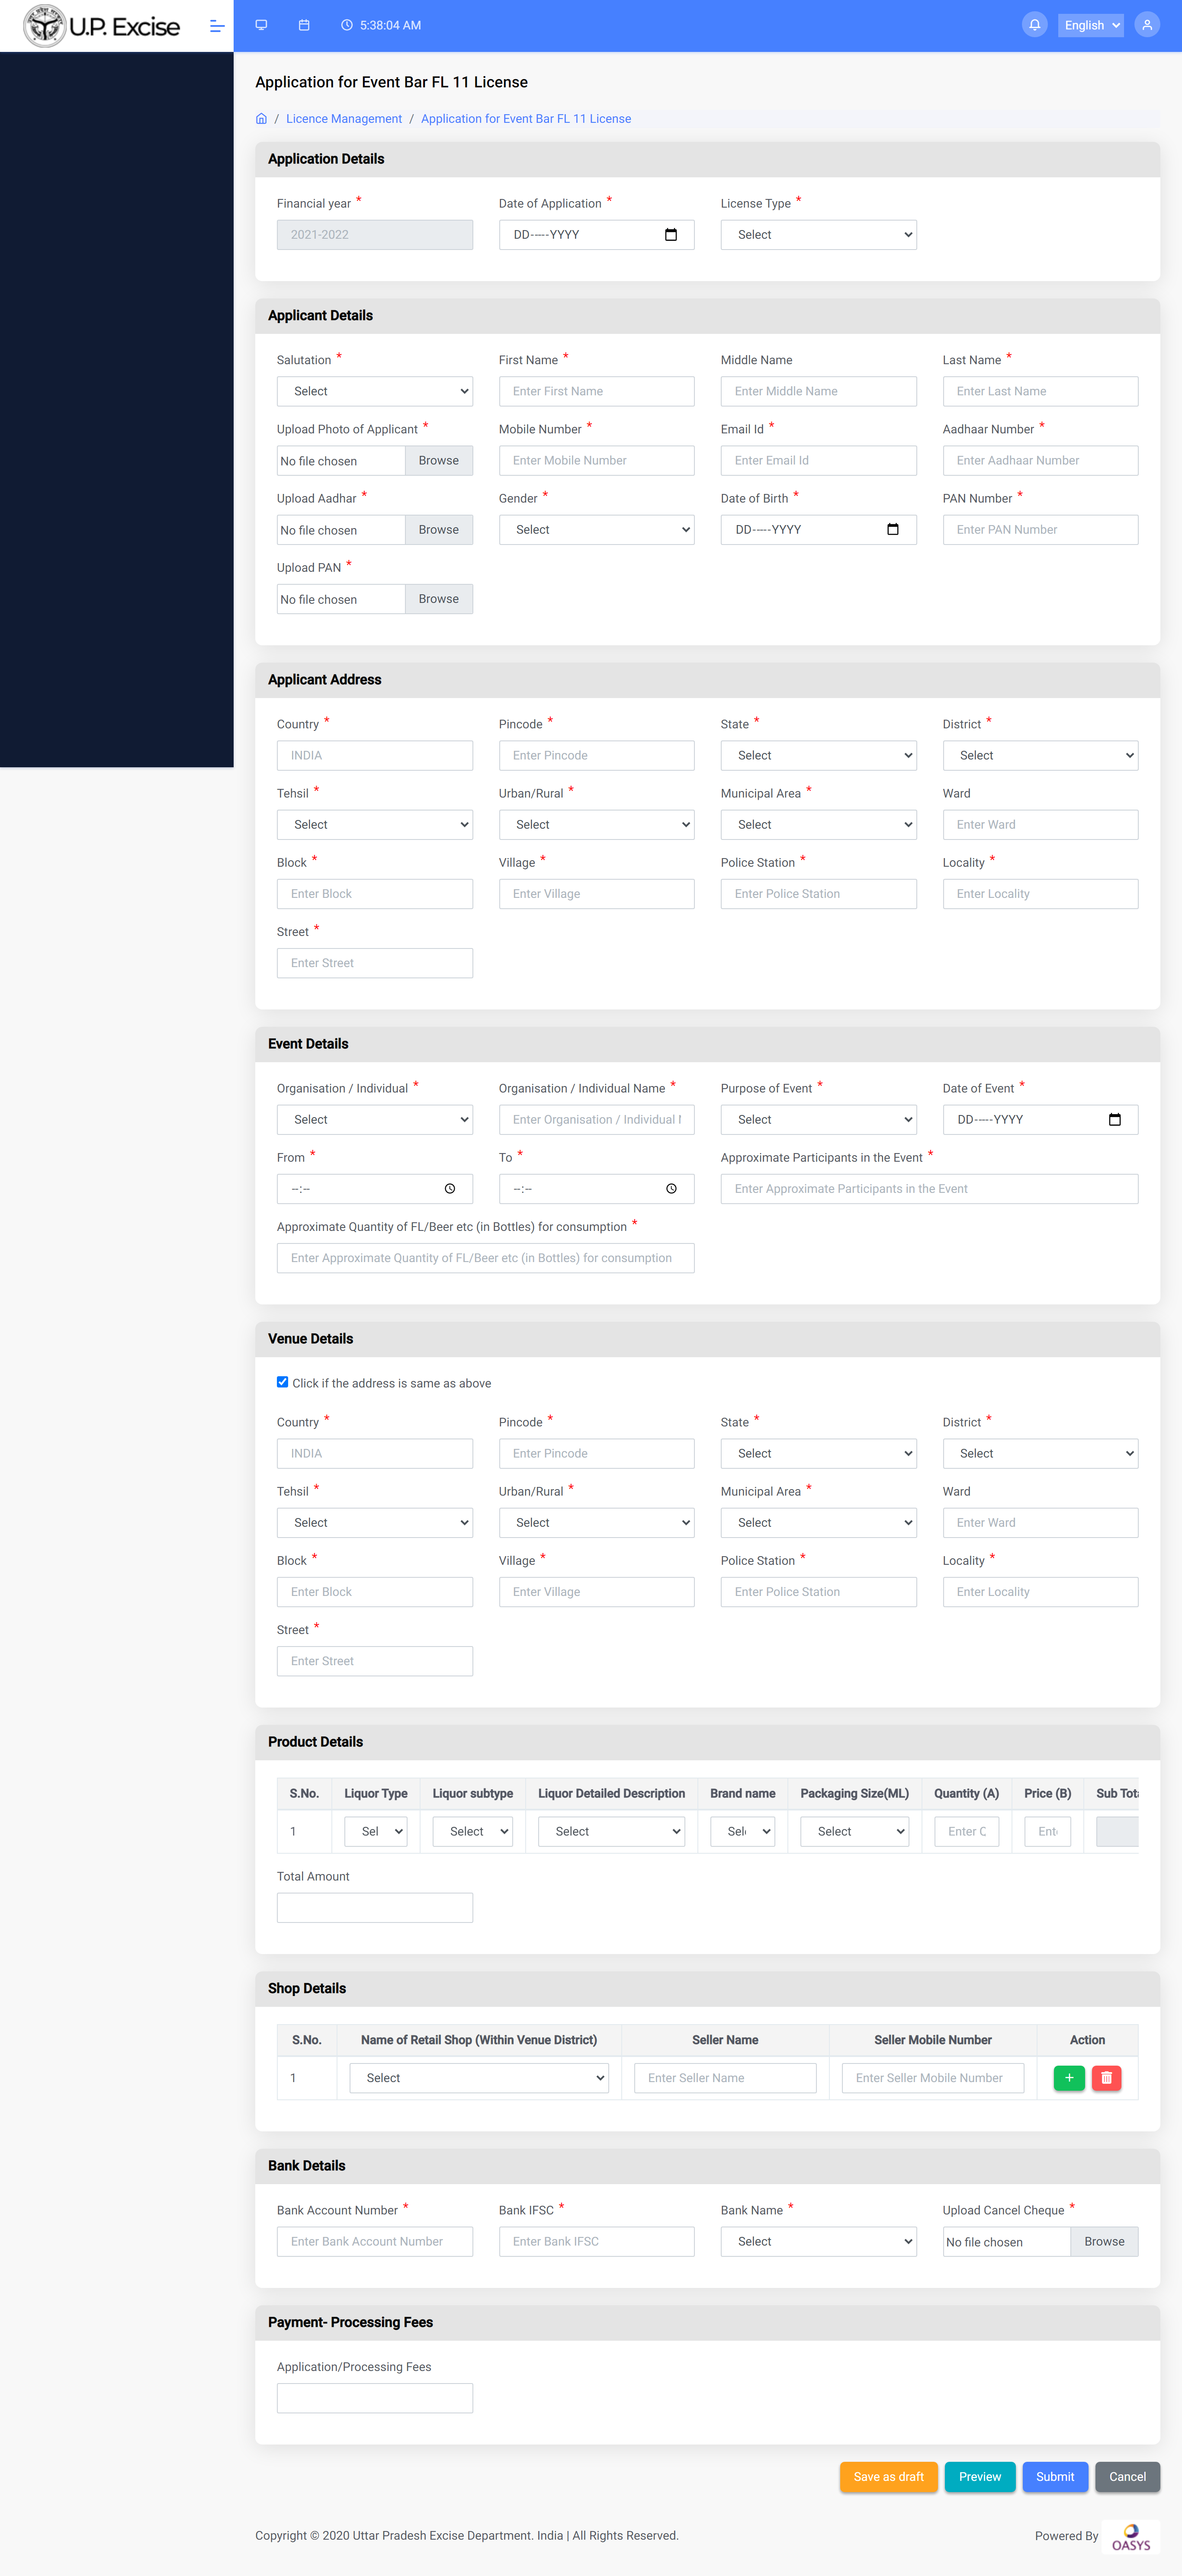 U.P. Excise
5:38:04 AM
English
Application for Event Bar FL 11 License
/ Licence Management / Application for Event Bar FL 11 License
Application Details
Financial year * Date of Application * License Type *
2021-2022 DD-----YYYY Select
Applicant Details
Salutation * First Name * Middle Name Last Name *
Select Enter First Name Enter Middle Name Enter Last Name
Upload Photo of Applicant * Mobile Number * Email Id * Aadhaar Number *
No file chosen Browse Enter Mobile Number Enter Email Id Enter Aadhaar Number
Upload Aadhar * Gender * Date of Birth * PAN Number *
No file chosen Browse Select DD-----YYYY Enter PAN Number
Upload PAN *
No file chosen Browse
Applicant Address
Country * Pincode * State * District *
INDIA Enter Pincode Select Select
Tehsil * Urban/Rural * Municipal Area * Ward
Select Select Select Enter Ward
Block * Village * Police Station * Locality *
Enter Block Enter Village Enter Police Station Enter Locality
Street *
Enter Street
Event Details
Organisation / Individual * Organisation / Individual Name * Purpose of Event * Date of Event *
Select Enter Organisation / Individual Select DD-----YYYY
From * To * Approximate Participants in the Event *
--:-- --:-- Enter Approximate Participants in the Event
Approximate Quantity of FL/Beer etc (in Bottles) for consumption *
Enter Approximate Quantity of FL/Beer etc (in Bottles) for consumption
Venue Details
Click if the address is same as above
Country * Pincode * State * District *
INDIA Enter Pincode Select Select
Tehsil * Urban/Rural * Municipal Area * Ward
Select Select Select Enter Ward
Block * Village * Police Station * Locality *
Enter Block Enter Village Enter Police Station Enter Locality
Street *
Enter Street
Product Details
S.No. Liquor Type Liquor subtype Liquor Detailed Description Brand name Packaging Size(ML) Quantity (A) Price (B) Sub Tota
1 Sel Select Select Sel Select Enter Ent
Total Amount
Shop Details
S.No. Name of Retail Shop (Within Venue District) Seller Name Seller Mobile Number Action
1 Select Enter Seller Name Enter Seller Mobile Number +
Bank Details
Bank Account Number * Bank IFSC * Bank Name * Upload Cancel Cheque *
Enter Bank Account Number Enter Bank IFSC Select No file chosen Browse
Payment- Processing Fees
Application/Processing Fees
Save as draft Preview Submit Cancel
Copyright © 2020 Uttar Pradesh Excise Department. India | All Rights Reserved. Powered By OASYS